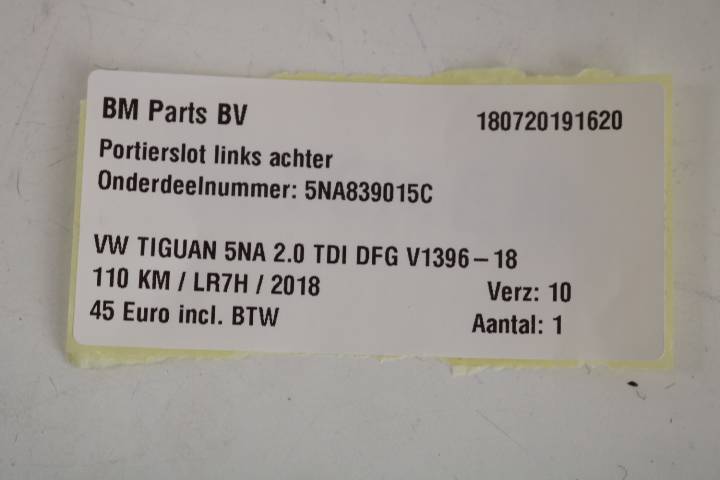 BM Parts BV 180720191620
Portierslot links achter
Onderdeelnummer: 5NA839015C
VW TIGUAN 5NA 2.0 TDI DFG V1396-18
110 KM / LR7H / 2018 Verz: 10
45 Euro incl. BTW Aantal: 1